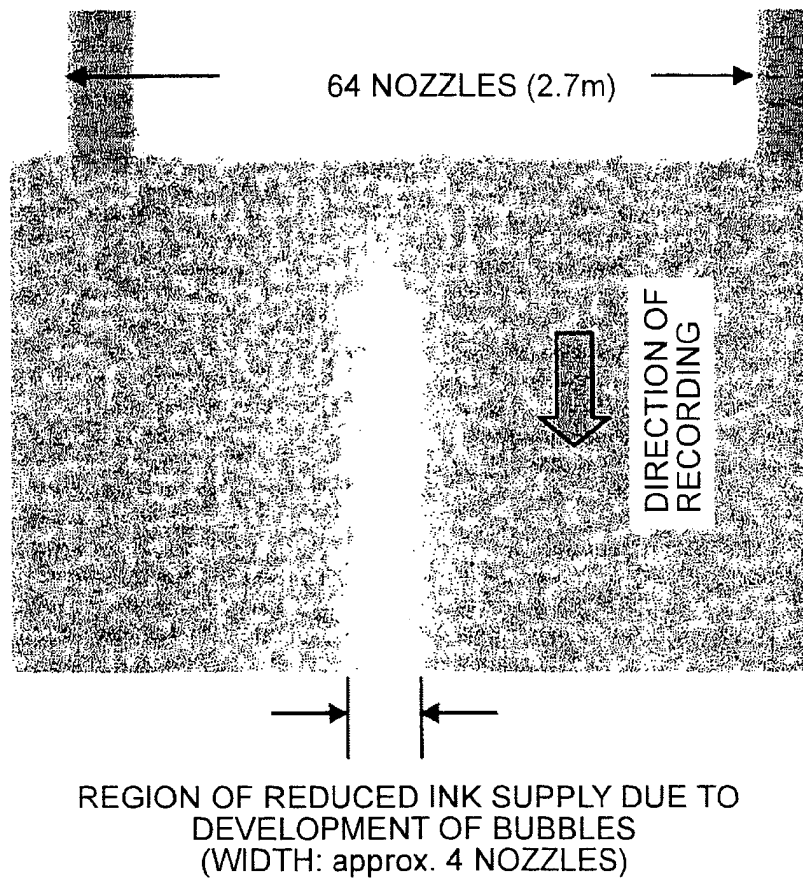 64 NOZZLES (2.7m)
DIRECTION OF
RECORDING
REGION OF REDUCED INK SUPPLY DUE TO
DEVELOPMENT OF BUBBLES
(WIDTH: approx. 4 NOZZLES)